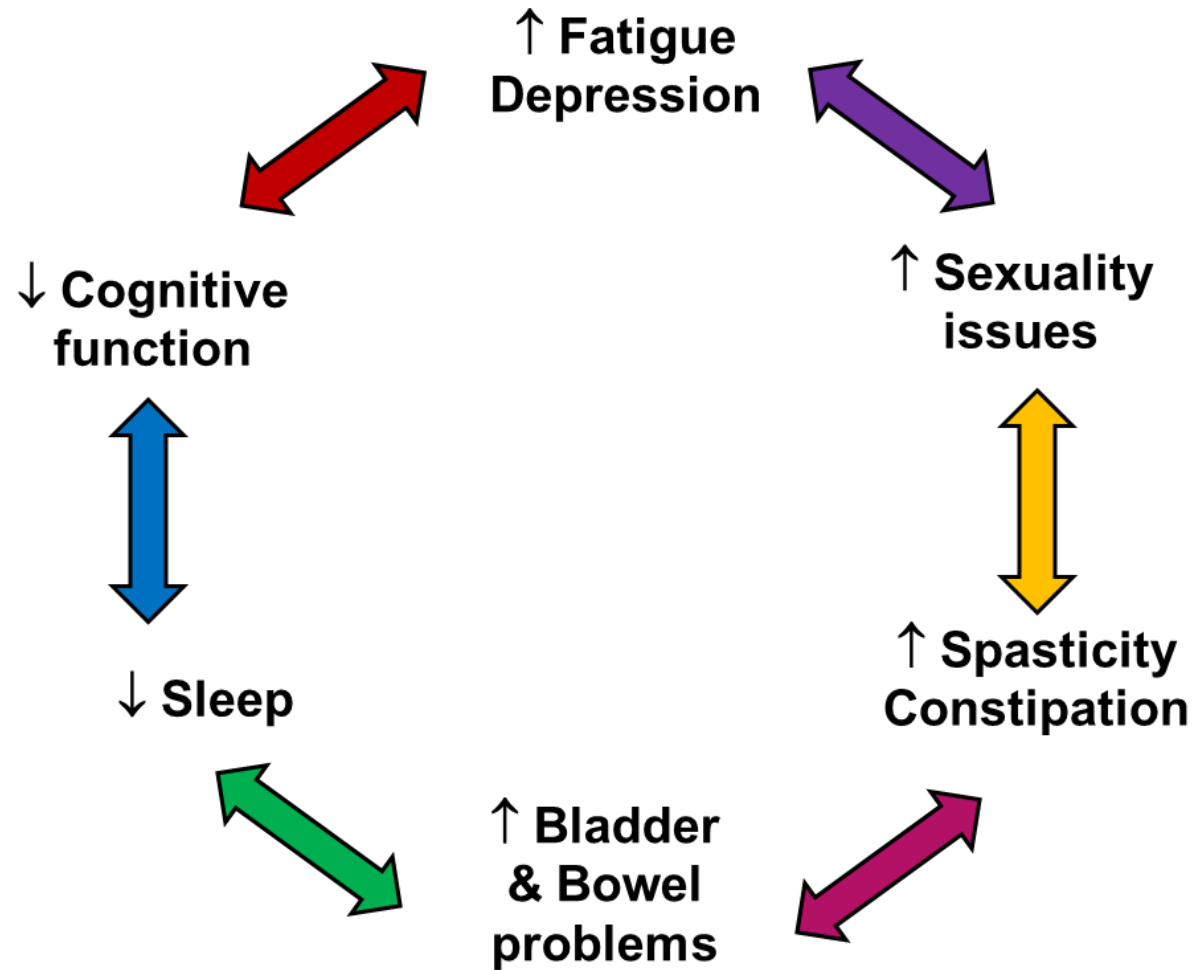 ↑ Fatigue
Depression
↑ Sexuality
issues
↑ Spasticity
Constipation
↑ Bladder
& Bowel
problems
↓ Sleep
↓ Cognitive
function